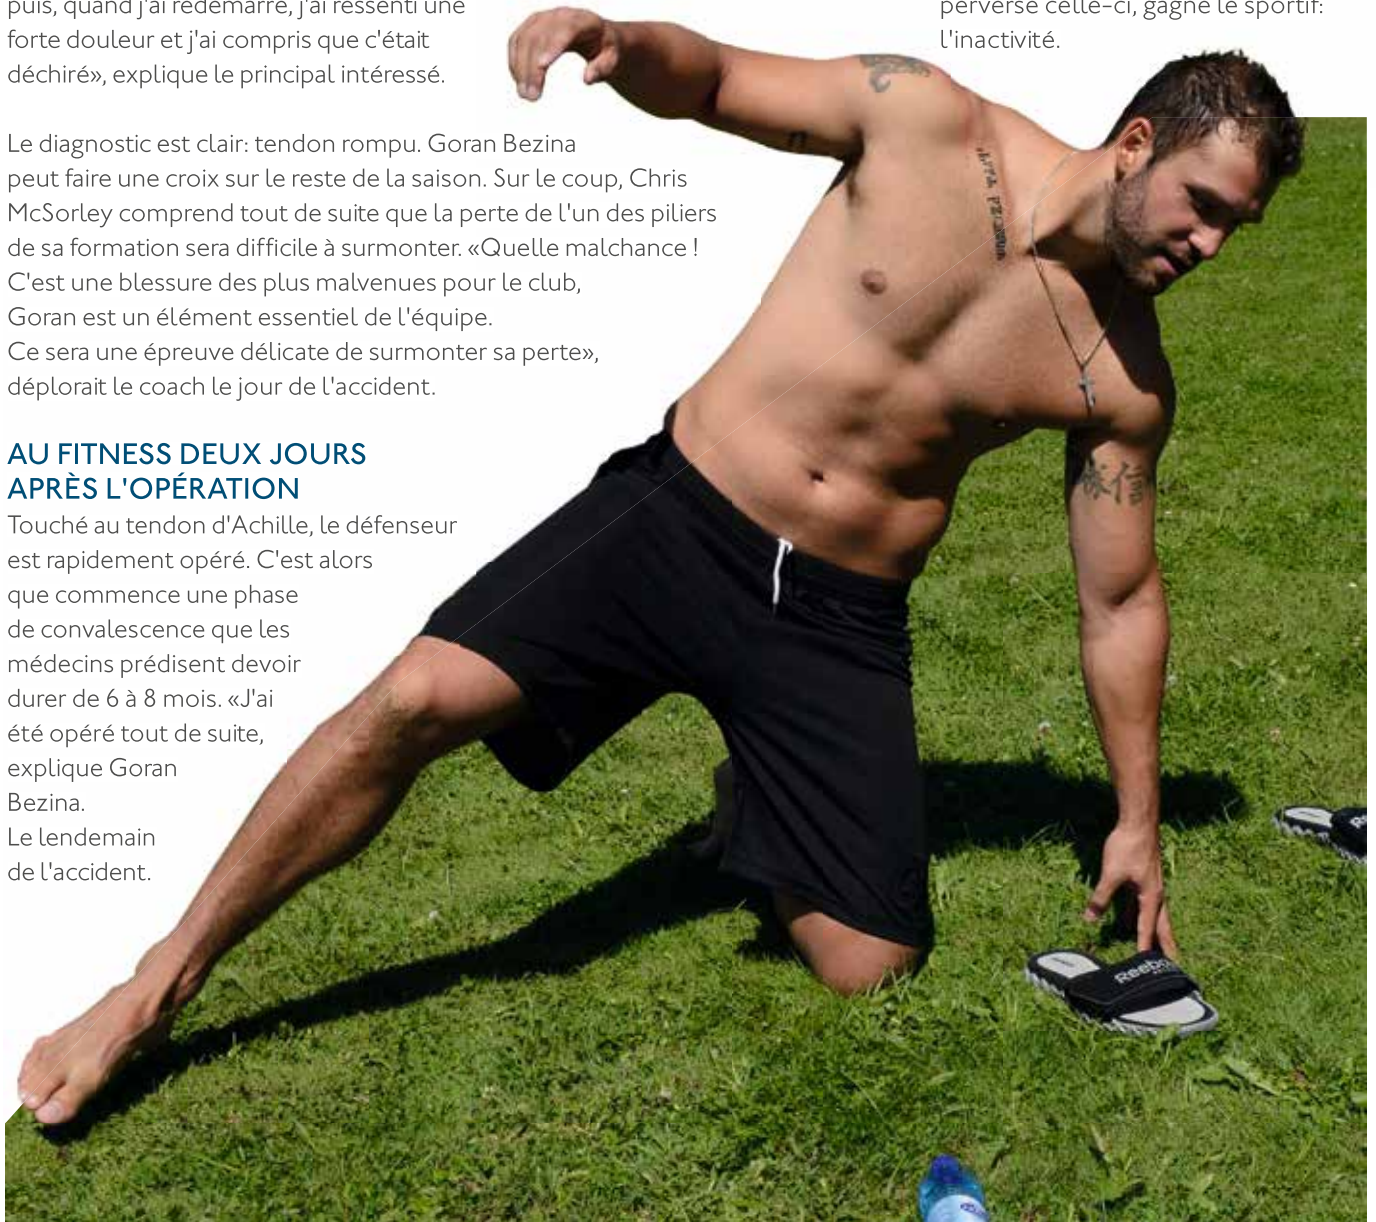 puis, quand j'ai redémarré, j'ai ressenti une
forte douleur et j'ai compris que c'était
déchiré», explique le principal intéressé.
Le diagnostic est clair: tendon rompu. Goran Bezina
peut faire une croix sur le reste de la saison. Sur le coup, Chris
McSorley comprend tout de suite que la perte de l'un des piliers
de sa formation sera difficile à surmonter. «Quelle malchance !
C'est une blessure des plus malvenues pour le club,
Goran est un élément essentiel de l'équipe.
Ce sera une épreuve délicate de surmonter sa perte»,
déplorait le coach le jour de l'accident.
AU FITNESS DEUX JOURS
APRÈS L'OPÉRATION
Touché au tendon d'Achille, le défenseur
est rapidement opéré. C'est alors
que commence une phase
de convalescence que les
médecins prédisent devoir
durer de 6 à 8 mois. «J'ai
été opéré tout de suite,
explique Goran
Bezina.
Le lendemain
de l'accident.
perverse celle-ci, gagne le sportif:
l'inactivité.
Reebok